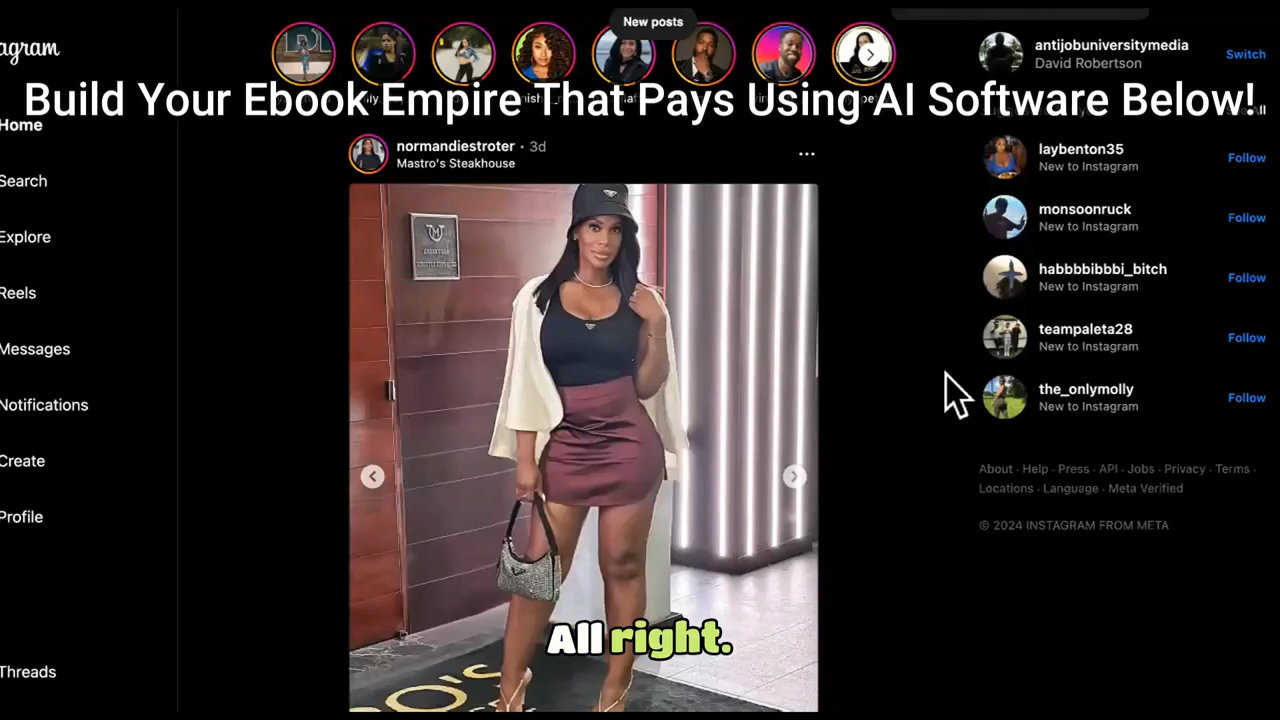 agram
New posts
antijobuniversitymedia
David Robertson
Switch
Build Your Ebook Empire That Pays Using AI Software Below!
Home
Search
Explore
Reels
Messages
Notifications
Create
Profile
Threads
normandiestroter · 3d
Mastro's Steakhouse
All right.
laybenton35
New to Instagram
Follow
monsoonruck
New to Instagram
Follow
habbbbibbbi_bitch
New to Instagram
Follow
teampaleta28
New to Instagram
Follow
the_onlymolly
New to Instagram
Follow
About · Help · Press · API · Jobs · Privacy · Terms ·
Locations · Language · Meta Verified
© 2024 INSTAGRAM FROM META